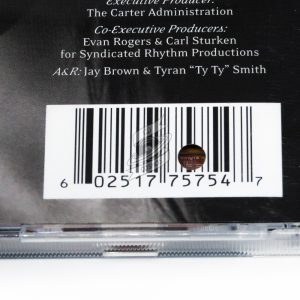 Executive Producer:
The Carter Administration
Co-Executive Producers:
Evan Rogers & Carl Sturken
for Syndicated Rhythm Productions
A&R: Jay Brown & Tyran "Ty Ty" Smith
6 02517 75754 7